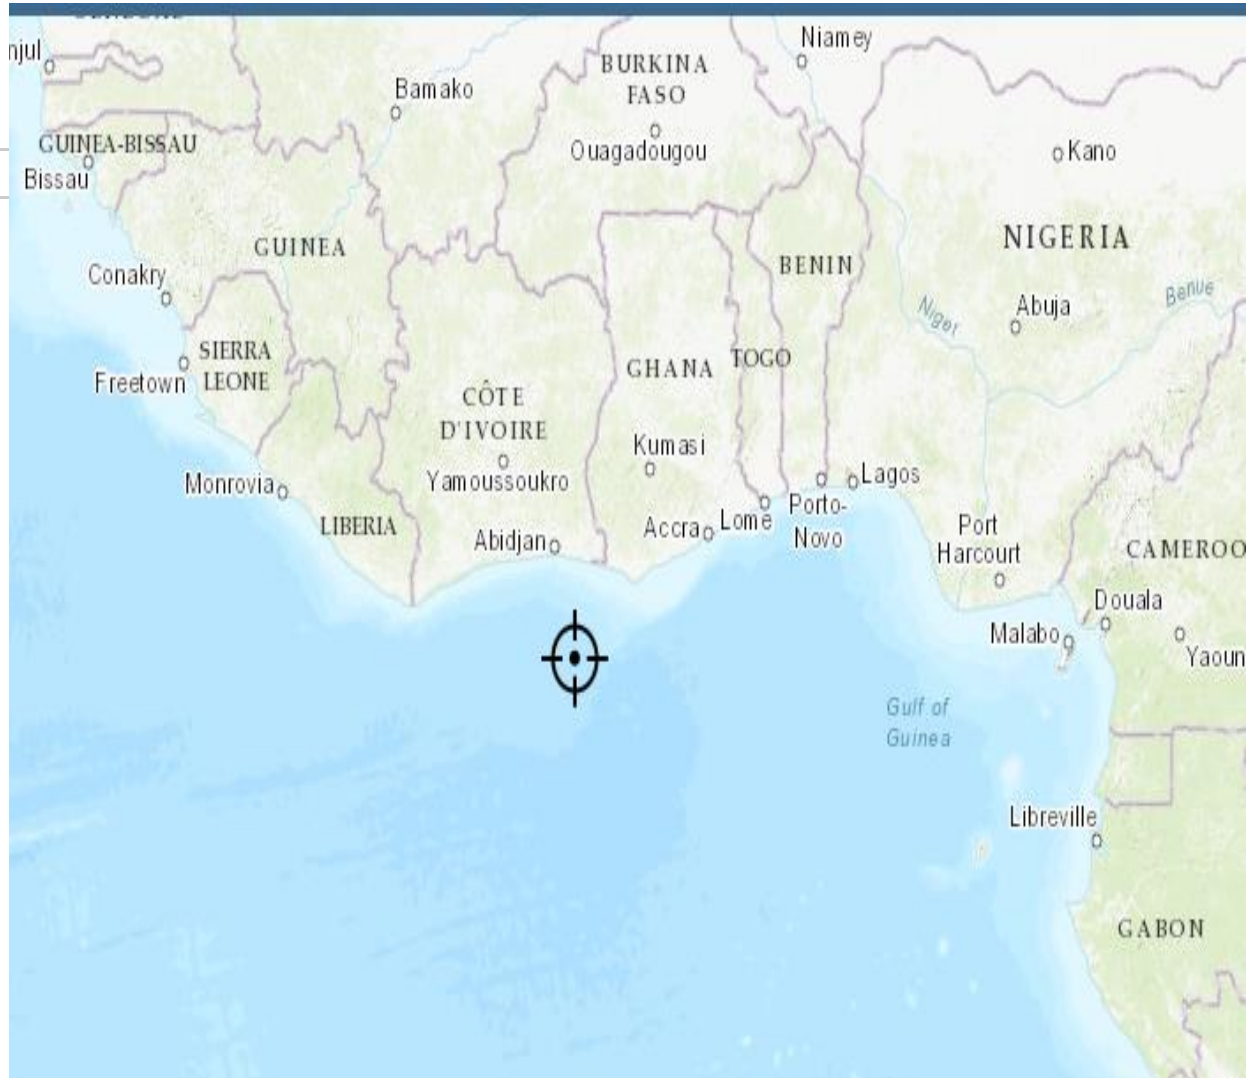 njul
Niamey
BURKINA
FASO
Bamako
Ouagadougou
Kano
GUINEA-BISSAU
Bissau
GUINEA
NIGERIA
BENIN
Conakry
Niger
Abuja
Benue
SIERRA
LEONE
Freetown
GHANA
TOGO
CÔTE
D'IVOIRE
Kumasi
Yamoussoukro
Monrovia
Lagos
Porto-
Novo
LIBERIA
Abidjan
Accra
Lome
Port
Harcourt
CAMEROO
Douala
Malabo
Yaoun
Gulf of
Guinea
Libreville
GABON